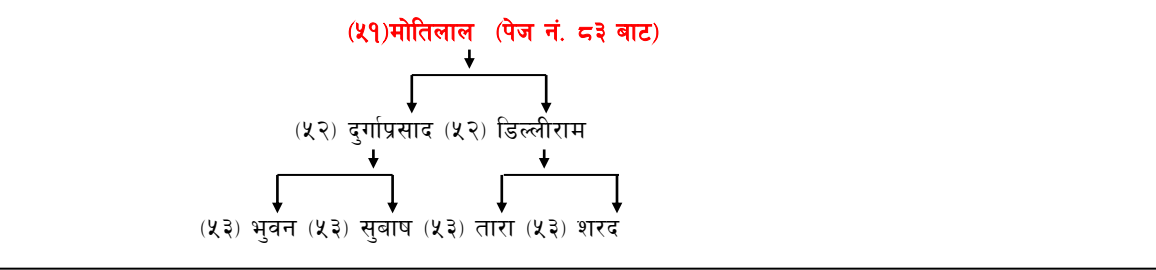 (५१)मोतिलाल (पेज नं. ८३ बाट)
(५२) दुर्गाप्रसाद (५२) डिल्लीराम
(५३) भुवन (५३) सुबाष (५३) तारा (५३) शरद